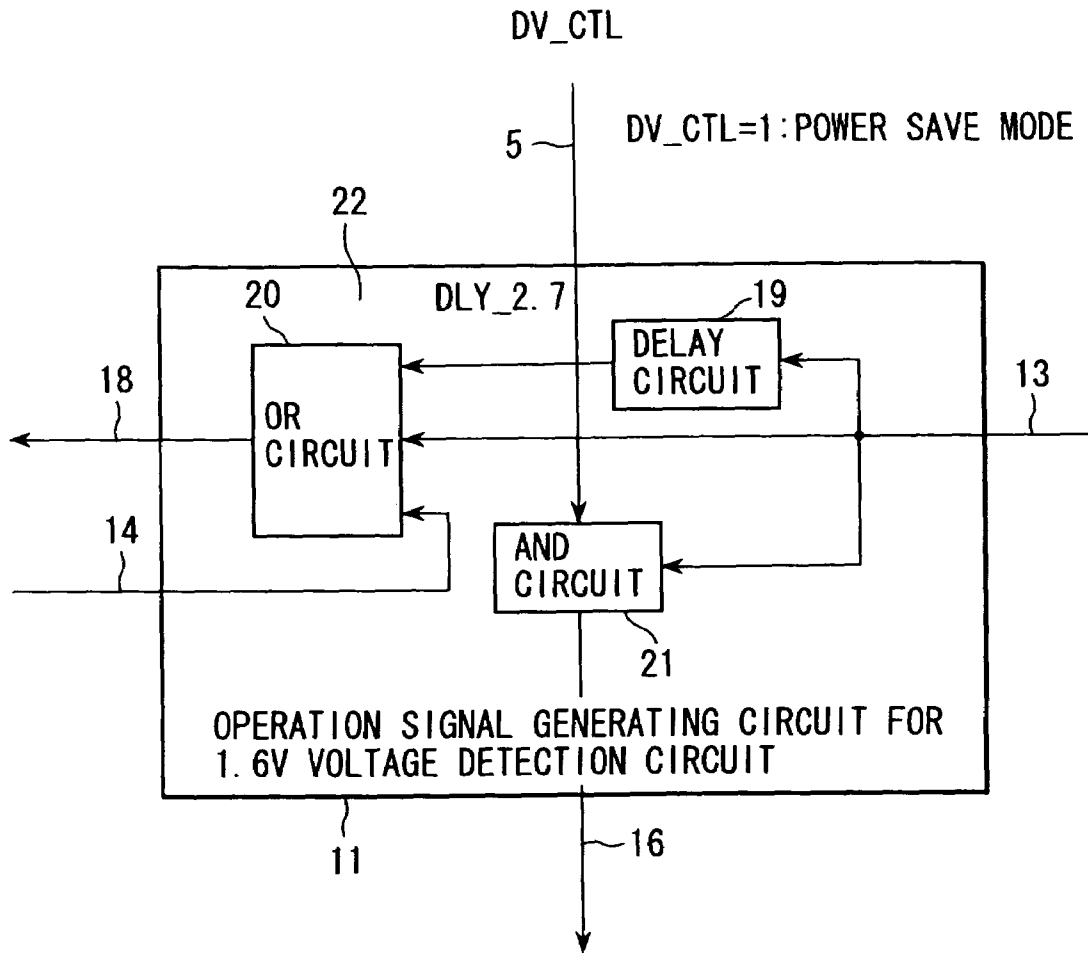 DV_CTL
5
DV_CTL=1:POWER SAVE MODE
22
20
DLY_2.7
19
DELAY
CIRCUIT
18
OR
CIRCUIT
13
14
AND
CIRCUIT
21
OPERATION SIGNAL GENERATING CIRCUIT FOR
1.6V VOLTAGE DETECTION CIRCUIT
11
16